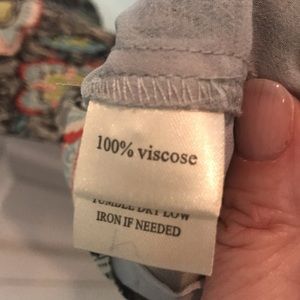 100% viscose
TUMBLE DRY LOW
IRON IF NEEDED